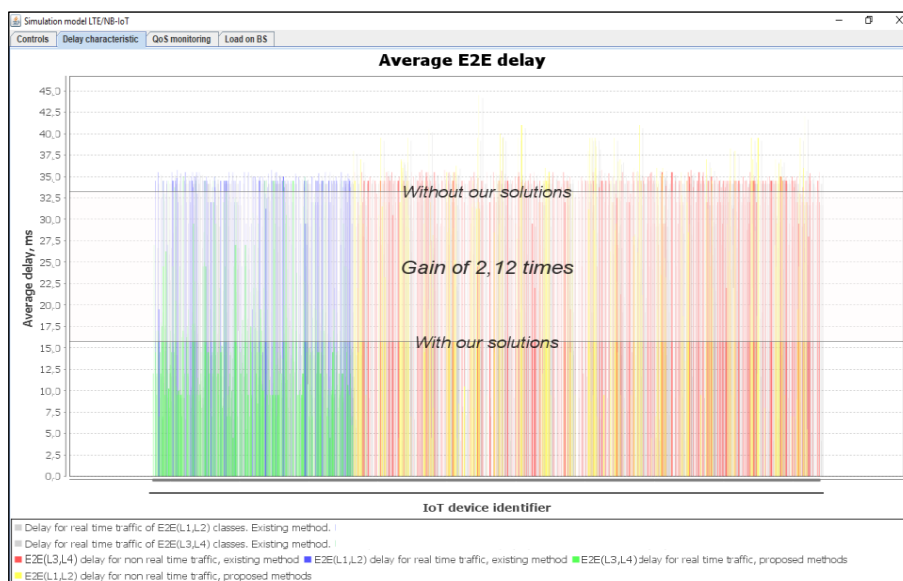 Simulation model LTE/NB-IoT
Controls Delay characteristic QoS monitoring Load on BS
Average E2E delay
45,0
42,5
40,0
37,5
35,0
32,5
30,0
27,5
25,0
22,5
20,0
17,5
15,0
12,5
10,0
7,5
5,0
2,5
0,0
Average delay, ms
Without our solutions
Gain of 2,12 times
With our solutions
IoT device identifier
Delay for real time traffic of E2E(L1,L2) classes. Existing method.
Delay for real time traffic of E2E(L3,L4) classes. Existing method.
E2E(L3,L4) delay for non real time traffic, existing method E2E(L1,L2) delay for real time traffic, existing method E2E(L3,L4) delay for real time traffic, proposed methods
E2E(L1,L2) delay for non real time traffic, proposed methods